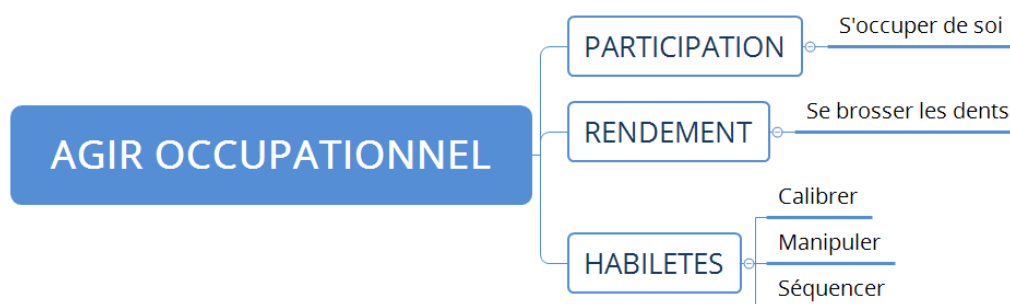 AGIR OCCUPATIONNEL
PARTICIPATION
S'occuper de soi
RENDEMENT
Se brosser les dents
HABILETES
Calibrer
Manipuler
Séquencer